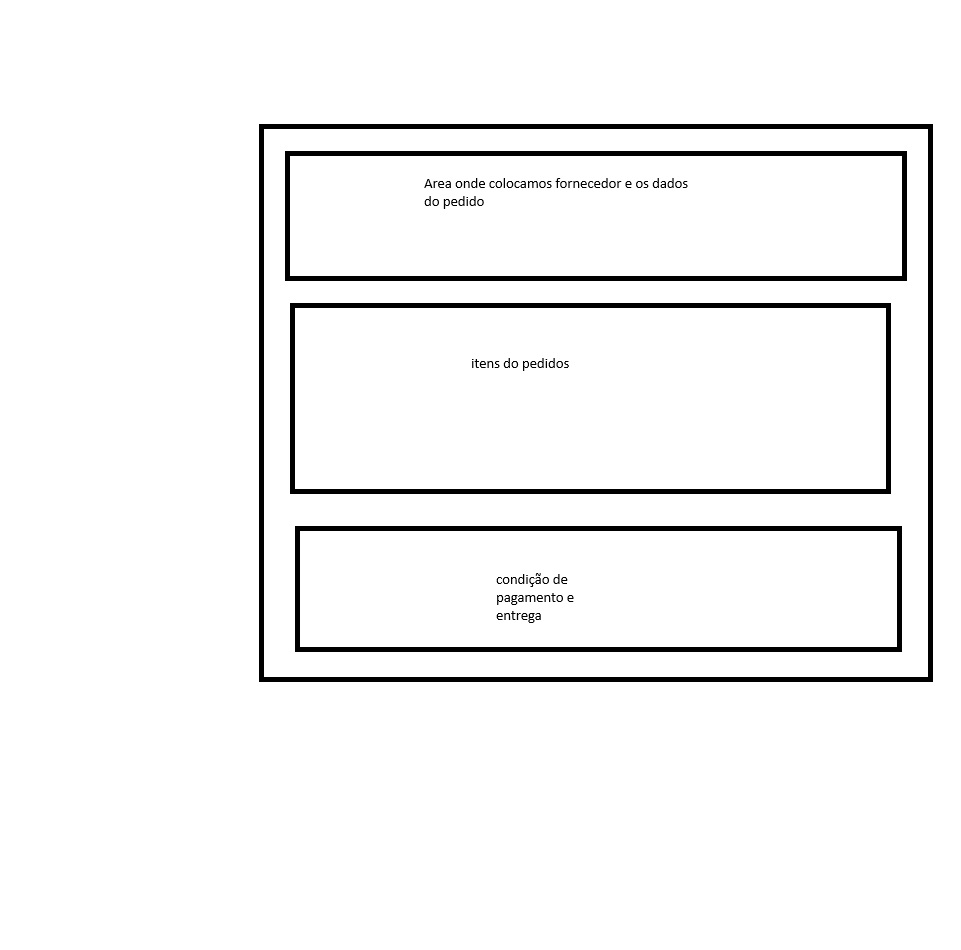 Area onde colocamos fornecedor e os dados
do pedido
itens do pedidos
condição de
pagamento e
entrega